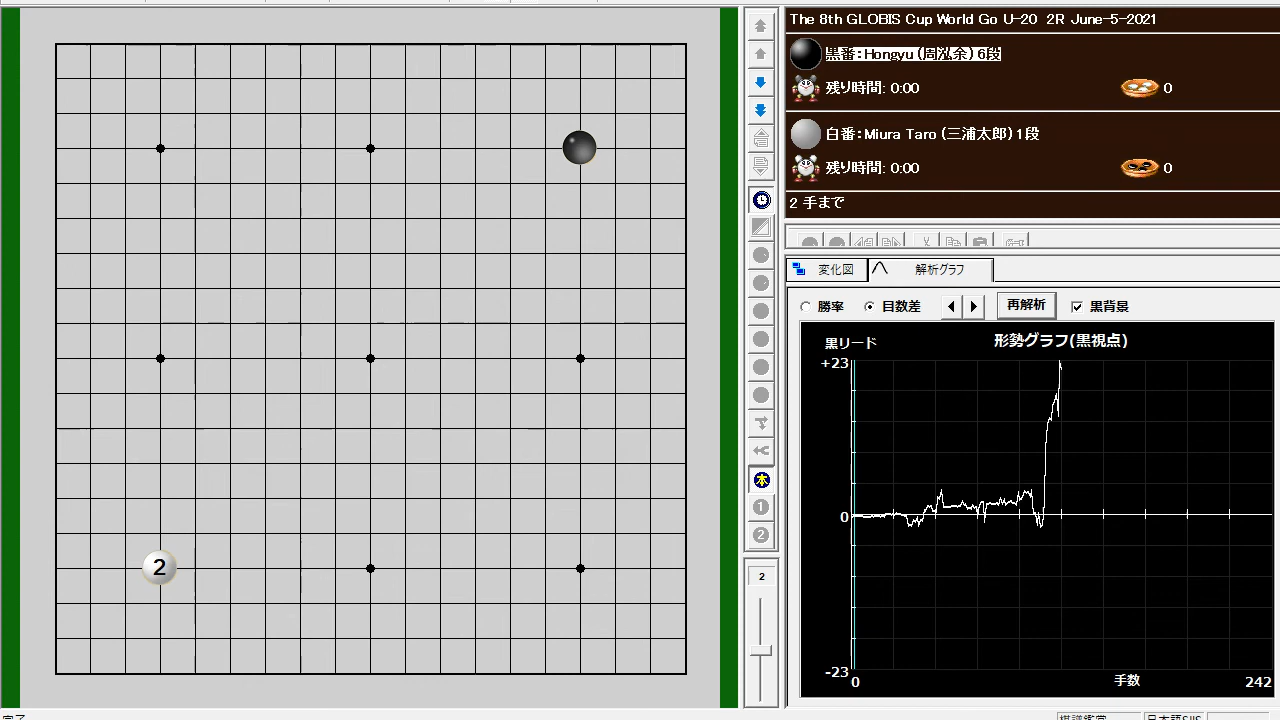 The 8th GLOBIS Cup World Go U-20 2R June-5-2021
黒番:Hongyu (周泓余) 6段
残り時間: 0:00
0
白番:Miura Taro (三浦太郎) 1段
残り時間: 0:00
0
2 手まで
変化図
解析グラフ
勝率
目数差
再解析
黒背景
黒リード
形勢グラフ(黒視点)
+23
0
-23
0
手数
242
2
1
2
2